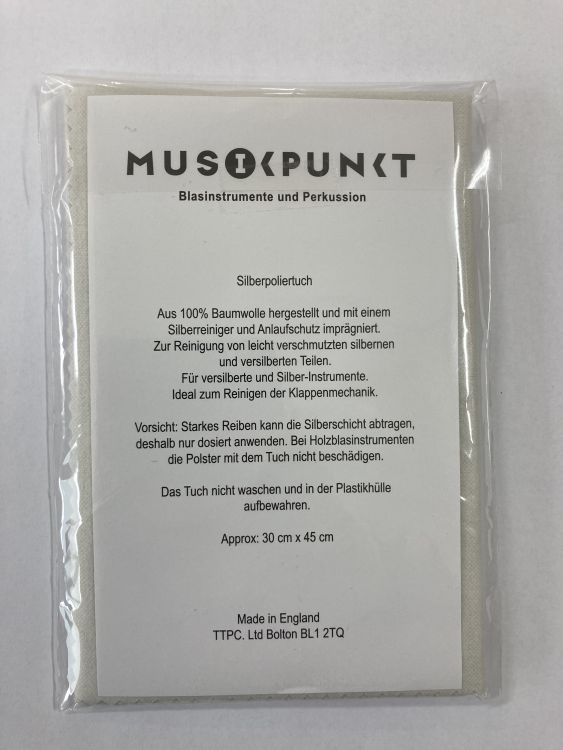 MUSIKPUNKT
Blasinstrumente und Perkussion
Silberpoliertuch
Aus 100% Baumwolle hergestellt und mit einem
Silberreiniger und Anlaufschutz imprägniert.
Zur Reinigung von leicht verschmutzten silbernen
und versilberten Teilen.
Für versilberte und Silber-Instrumente.
Ideal zum Reinigen der Klappenmechanik.
Vorsicht: Starkes Reiben kann die Silberschicht abtragen,
deshalb nur dosiert anwenden. Bei Holzblasinstrumenten
die Polster mit dem Tuch nicht beschädigen.
Das Tuch nicht waschen und in der Plastikhülle
aufbewahren.
Approx: 30 cm x 45 cm
Made in England
TTPC. Ltd Bolton BL1 2TQ